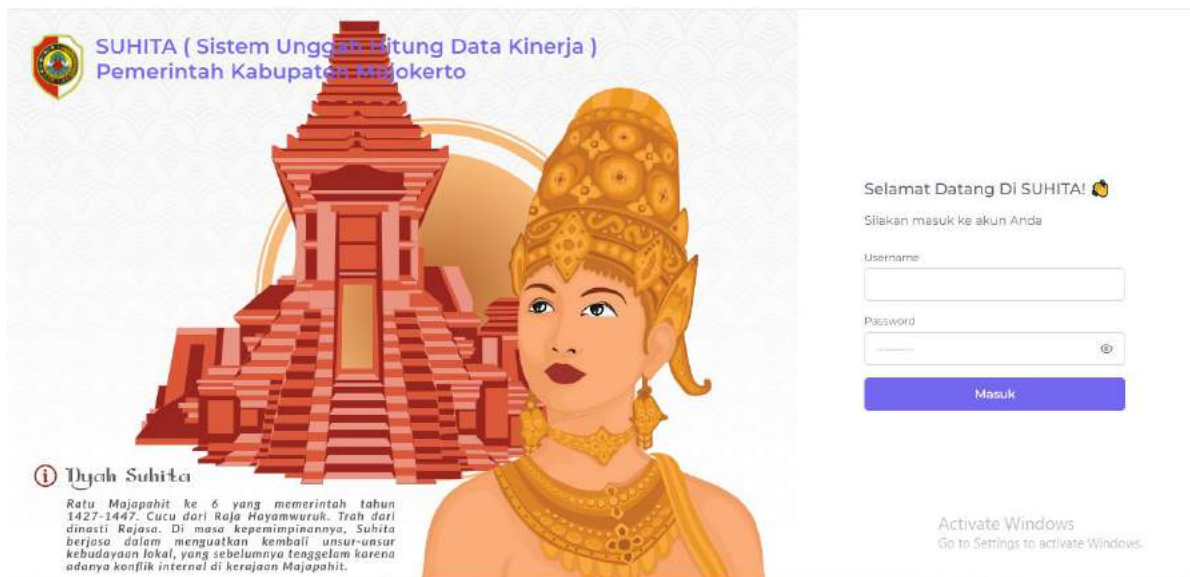 SUHITA ( Sistem Unggah Hitung Data Kinerja )
Pemerintah Kabupaten Mojokerto
Selamat Datang Di SUHITA! 👏
Silakan masuk ke akun Anda
Username
Password
Masuk
Dyah Suhita
Ratu Majapahit ke 6 yang memerintah tahun
1427-1447. Cucu dari Raja Hayamwuruk. Trah dari
dinasti Rajasa. Di masa kepemimpinannya, Suhita
berjasa dalam menguatkan kembali unsur-unsur
kebudayaan lokal, yang sebelumnya tenggelam karena
adanya konflik internal di kerajaan Majapahit.
Activate Windows
Go to Settings to activate Windows.